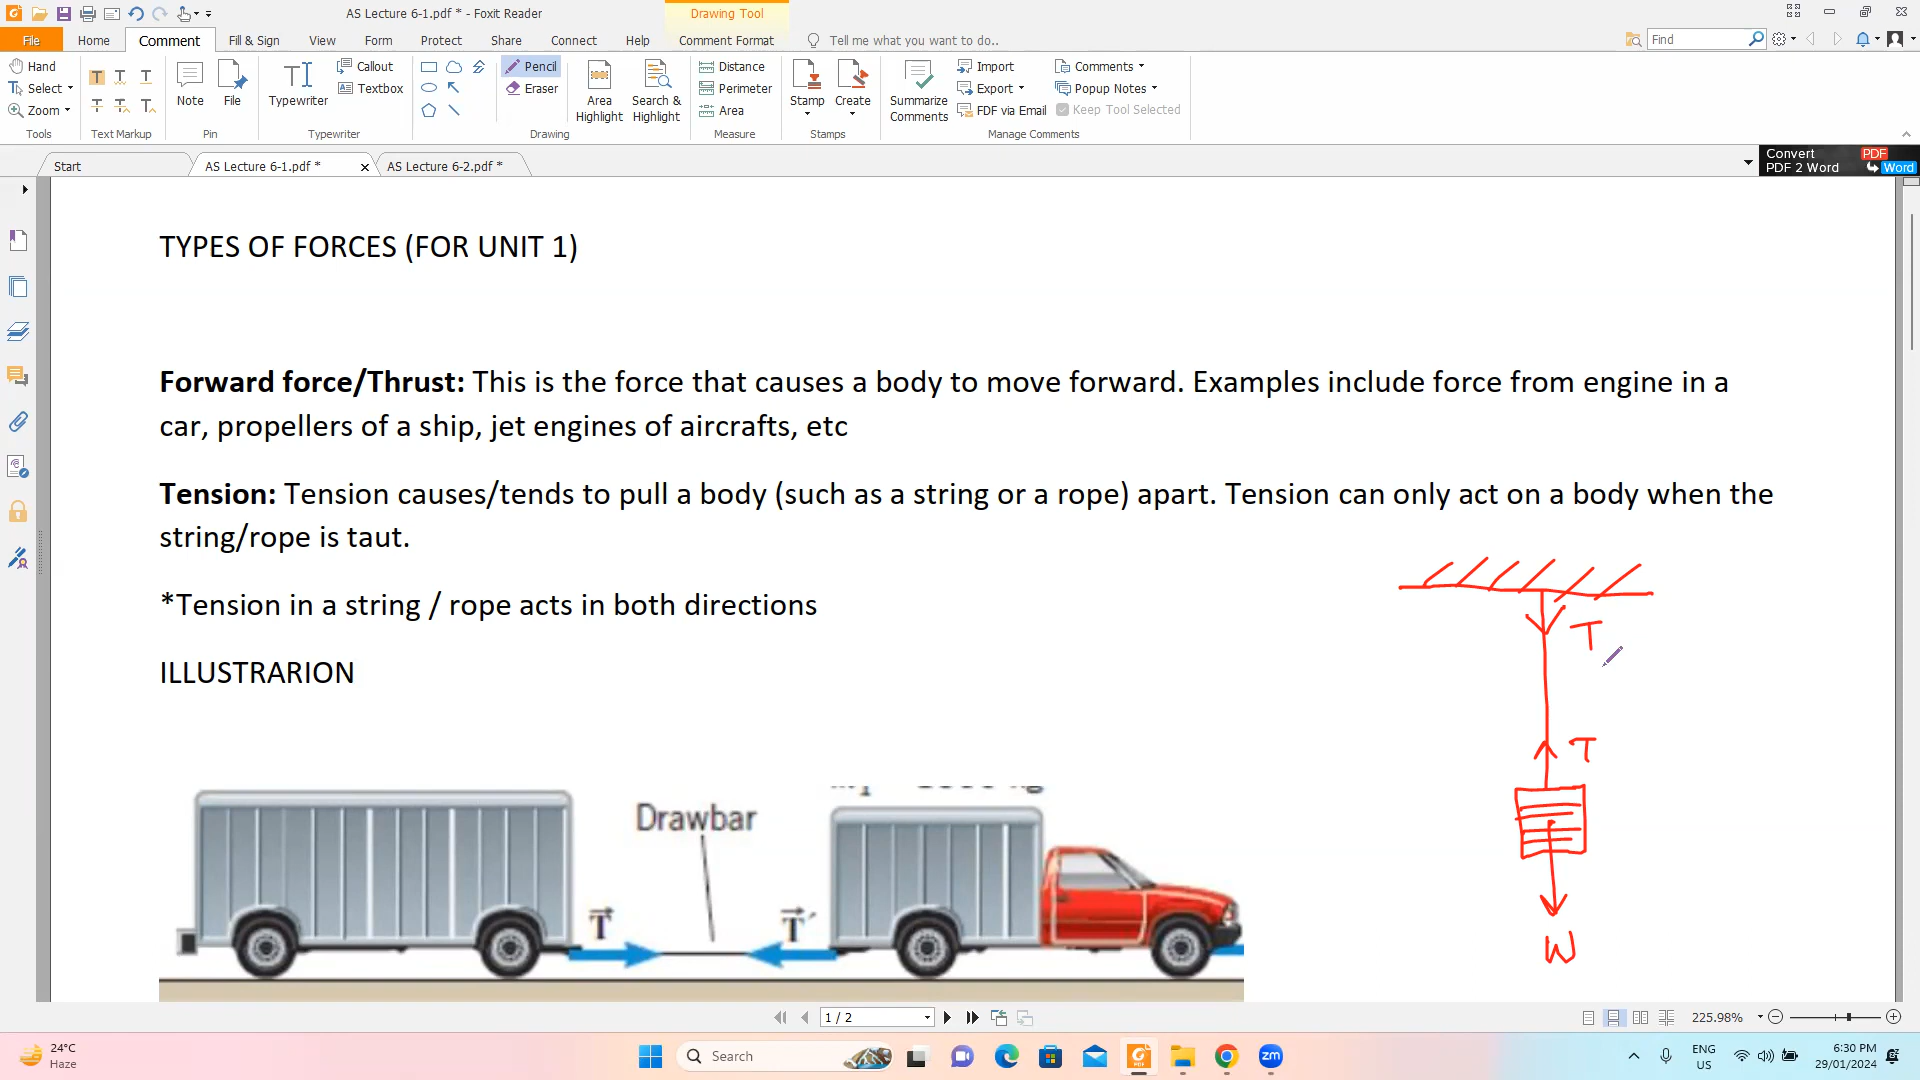 AS Lecture 6-1.pdf * - Foxit Reader
Drawing Tool
File Home Comment Fill & Sign View Form Protect Share Connect Help Comment Format Tell me what you want to do.. Find
Hand
Select
Zoom
Tools
Text Markup
Note
File
Pin
Typewriter
Callout
Textbox
Typewriter
Pencil
Eraser
Area Highlight
Search & Highlight
Drawing
Distance
Perimeter
Area
Measure
Stamp
Create
Stamps
Summarize Comments
Import
Export
FDF via Email
Comments
Popup Notes
Keep Tool Selected
Manage Comments
Start AS Lecture 6-1.pdf * AS Lecture 6-2.pdf *
Convert PDF
PDF 2 Word Word
TYPES OF FORCES (FOR UNIT 1)
Forward force/Thrust: This is the force that causes a body to move forward. Examples include force from engine in a
car, propellers of a ship, jet engines of aircrafts, etc
Tension: Tension causes/tends to pull a body (such as a string or a rope) apart. Tension can only act on a body when the
string/rope is taut.
*Tension in a string / rope acts in both directions
ILLUSTRARION
Drawbar
T
T′
T
T
W
1 / 2
225.98%
24°C
Haze
Search
zm
ENG
US
6:30 PM
29/01/2024